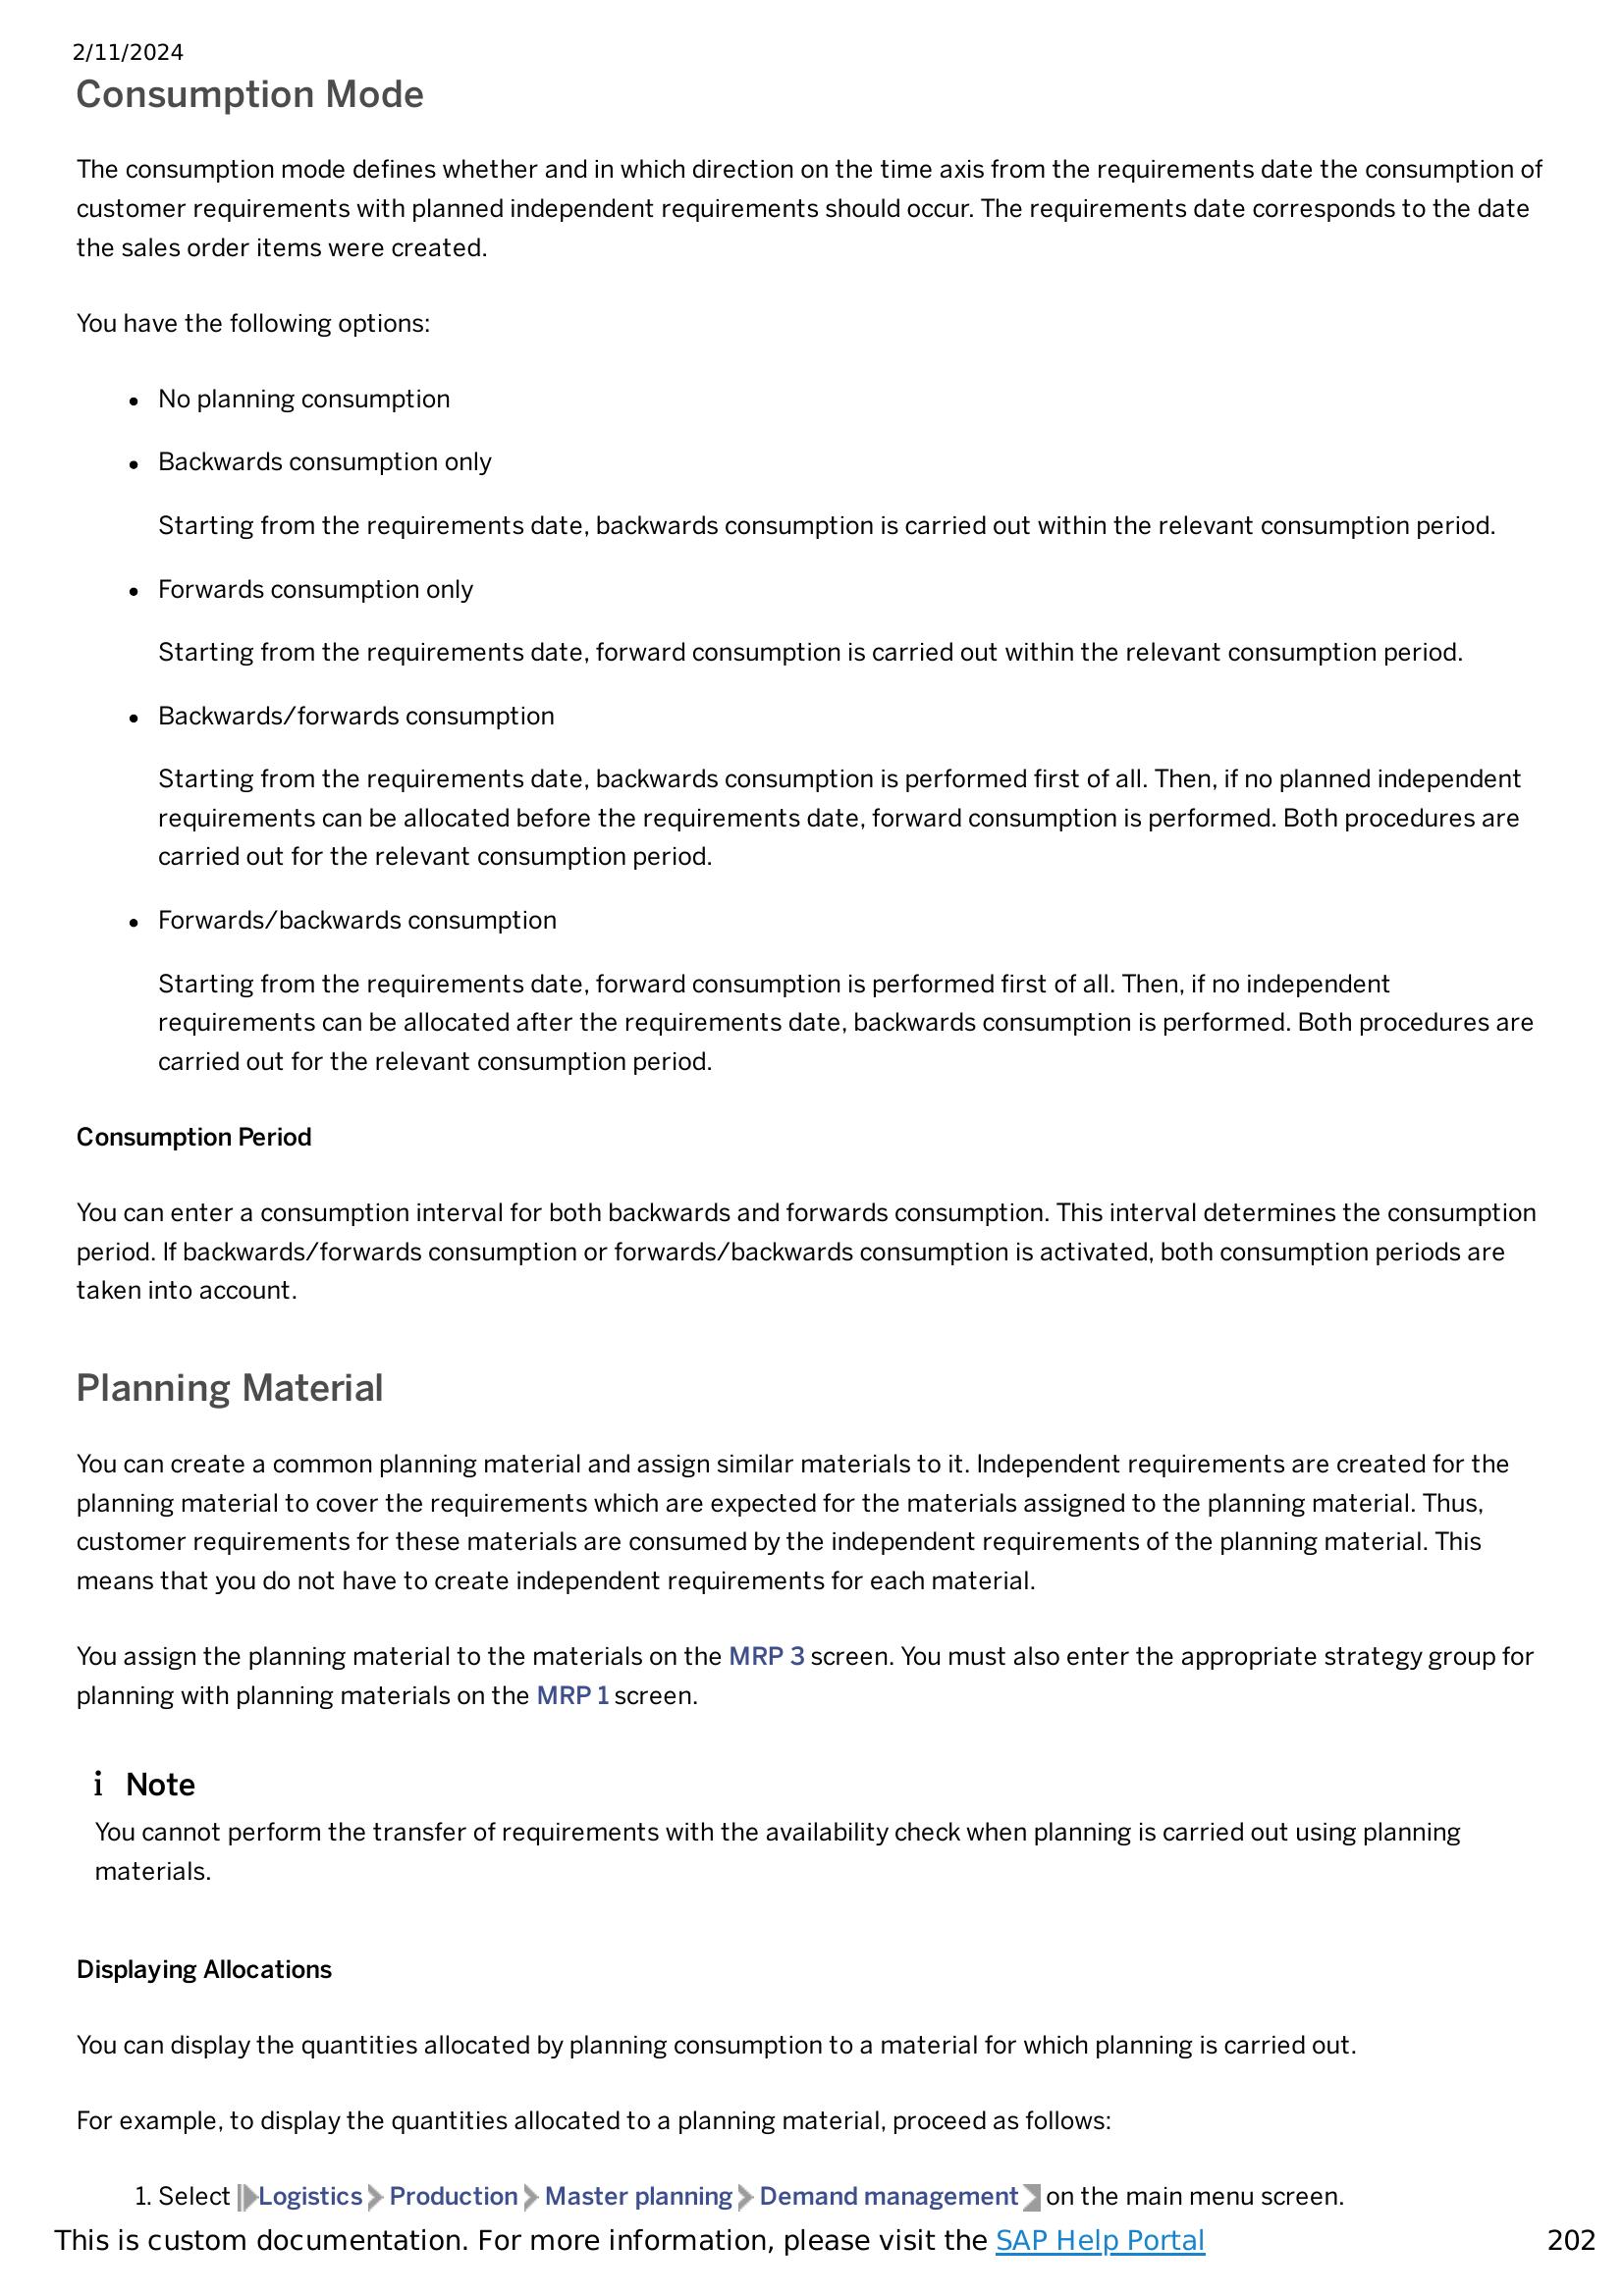 2/11/2024
Consumption Mode
The consumption mode defines whether and in which direction on the time axis from the requirements date the consumption of
customer requirements with planned independent requirements should occur. The requirements date corresponds to the date
the sales order items were created.
You have the following options:
• No planning consumption
• Backwards consumption only
Starting from the requirements date, backwards consumption is carried out within the relevant consumption period.
• Forwards consumption only
Starting from the requirements date, forward consumption is carried out within the relevant consumption period.
• Backwards/forwards consumption
Starting from the requirements date, backwards consumption is performed first of all. Then, if no planned independent
requirements can be allocated before the requirements date, forward consumption is performed. Both procedures are
carried out for the relevant consumption period.
• Forwards/backwards consumption
Starting from the requirements date, forward consumption is performed first of all. Then, if no independent
requirements can be allocated after the requirements date, backwards consumption is performed. Both procedures are
carried out for the relevant consumption period.
Consumption Period
You can enter a consumption interval for both backwards and forwards consumption. This interval determines the consumption
period. If backwards/forwards consumption or forwards/backwards consumption is activated, both consumption periods are
taken into account.
Planning Material
You can create a common planning material and assign similar materials to it. Independent requirements are created for the
planning material to cover the requirements which are expected for the materials assigned to the planning material. Thus,
customer requirements for these materials are consumed by the independent requirements of the planning material. This
means that you do not have to create independent requirements for each material.
You assign the planning material to the materials on the MRP 3 screen. You must also enter the appropriate strategy group for
planning with planning materials on the MRP 1 screen.
i Note
You cannot perform the transfer of requirements with the availability check when planning is carried out using planning
materials.
Displaying Allocations
You can display the quantities allocated by planning consumption to a material for which planning is carried out.
For example, to display the quantities allocated to a planning material, proceed as follows:
1. Select Logistics Production Master planning Demand management on the main menu screen.
This is custom documentation. For more information, please visit the SAP Help Portal 202